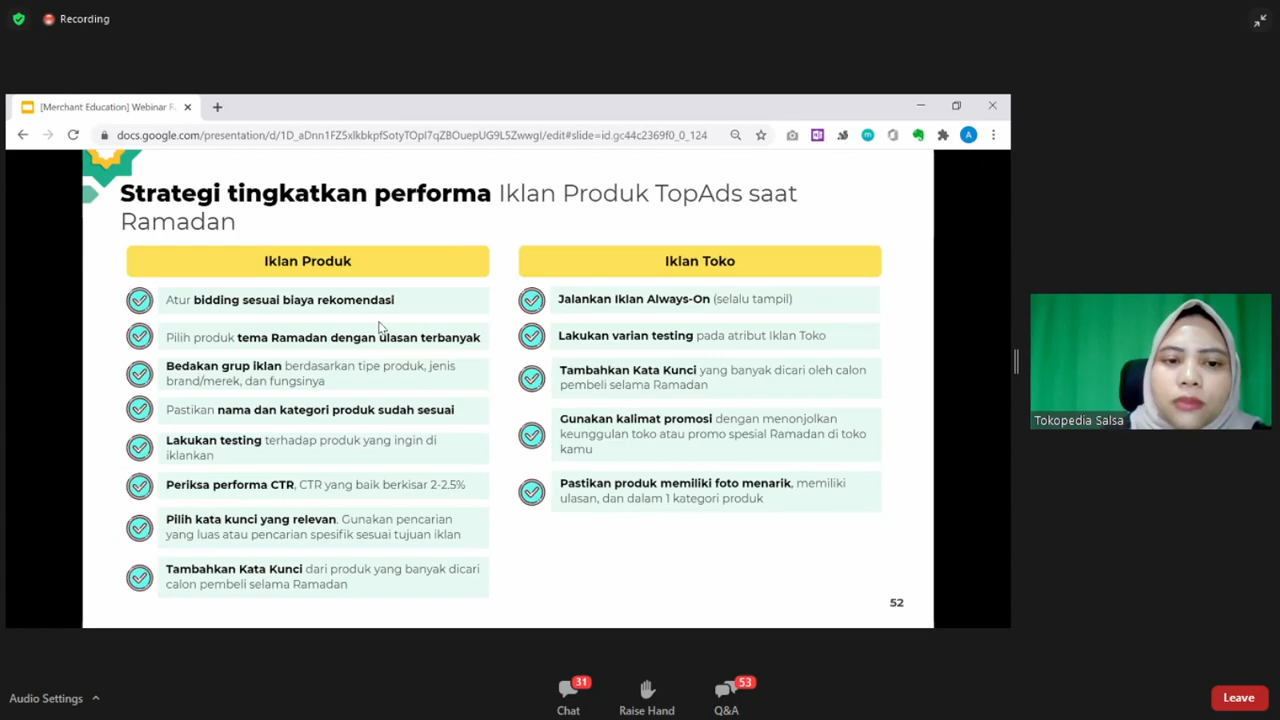 Recording
[Merchant Education] Webinar R
docs.google.com/presentation/d/1D_aDnn1FZ5xlkbkpfSotyTOpI7qZBOuepUG9L5Zwwgl/edit#slide=id.gc44c2369f0_0_124
A
Strategi tingkatkan performa Iklan Produk TopAds saat
Ramadan
Iklan Produk
Atur bidding sesuai biaya rekomendasi
Pilih produk tema Ramadan dengan ulasan terbanyak
Bedakan grup iklan berdasarkan tipe produk, jenis
brand/merek, dan fungsinya
Pastikan nama dan kategori produk sudah sesuai
Lakukan testing terhadap produk yang ingin di
iklankan
Periksa performa CTR, CTR yang baik berkisar 2-2.5%
Pilih kata kunci yang relevan. Gunakan pencarian
yang luas atau pencarian spesifik sesuai tujuan iklan
Tambahkan Kata Kunci dari produk yang banyak dicari
calon pembeli selama Ramadan
Iklan Toko
Jalankan Iklan Always-On (selalu tampil)
Lakukan varian testing pada atribut Iklan Toko
Tambahkan Kata Kunci yang banyak dicari oleh calon
pembeli selama Ramadan
Gunakan kalimat promosi dengan menonjolkan
keunggulan toko atau promo spesial Ramadan di toko
kamu
Pastikan produk memiliki foto menarik, memiliki
ulasan, dan dalam 1 kategori produk
52
Tokopedia Salsa
Audio Settings
31
Chat
Raise Hand
53
Q&A
Leave